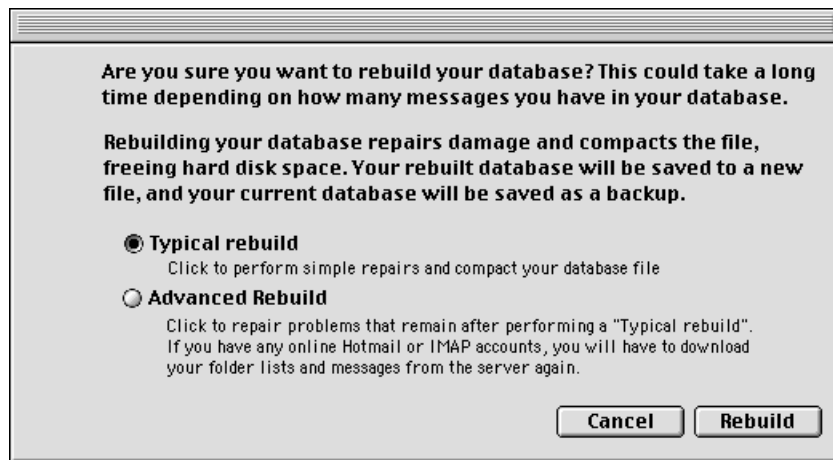 Are you sure you want to rebuild your database? This could take a long
time depending on how many messages you have in your database.
Rebuilding your database repairs damage and compacts the file,
freeing hard disk space. Your rebuilt database will be saved to a new
file, and your current database will be saved as a backup.
Typical rebuild
Click to perform simple repairs and compact your database file
Advanced Rebuild
Click to repair problems that remain after performing a "Typical rebuild".
If you have any online Hotmail or IMAP accounts, you will have to download
your folder lists and messages from the server again.
Cancel Rebuild